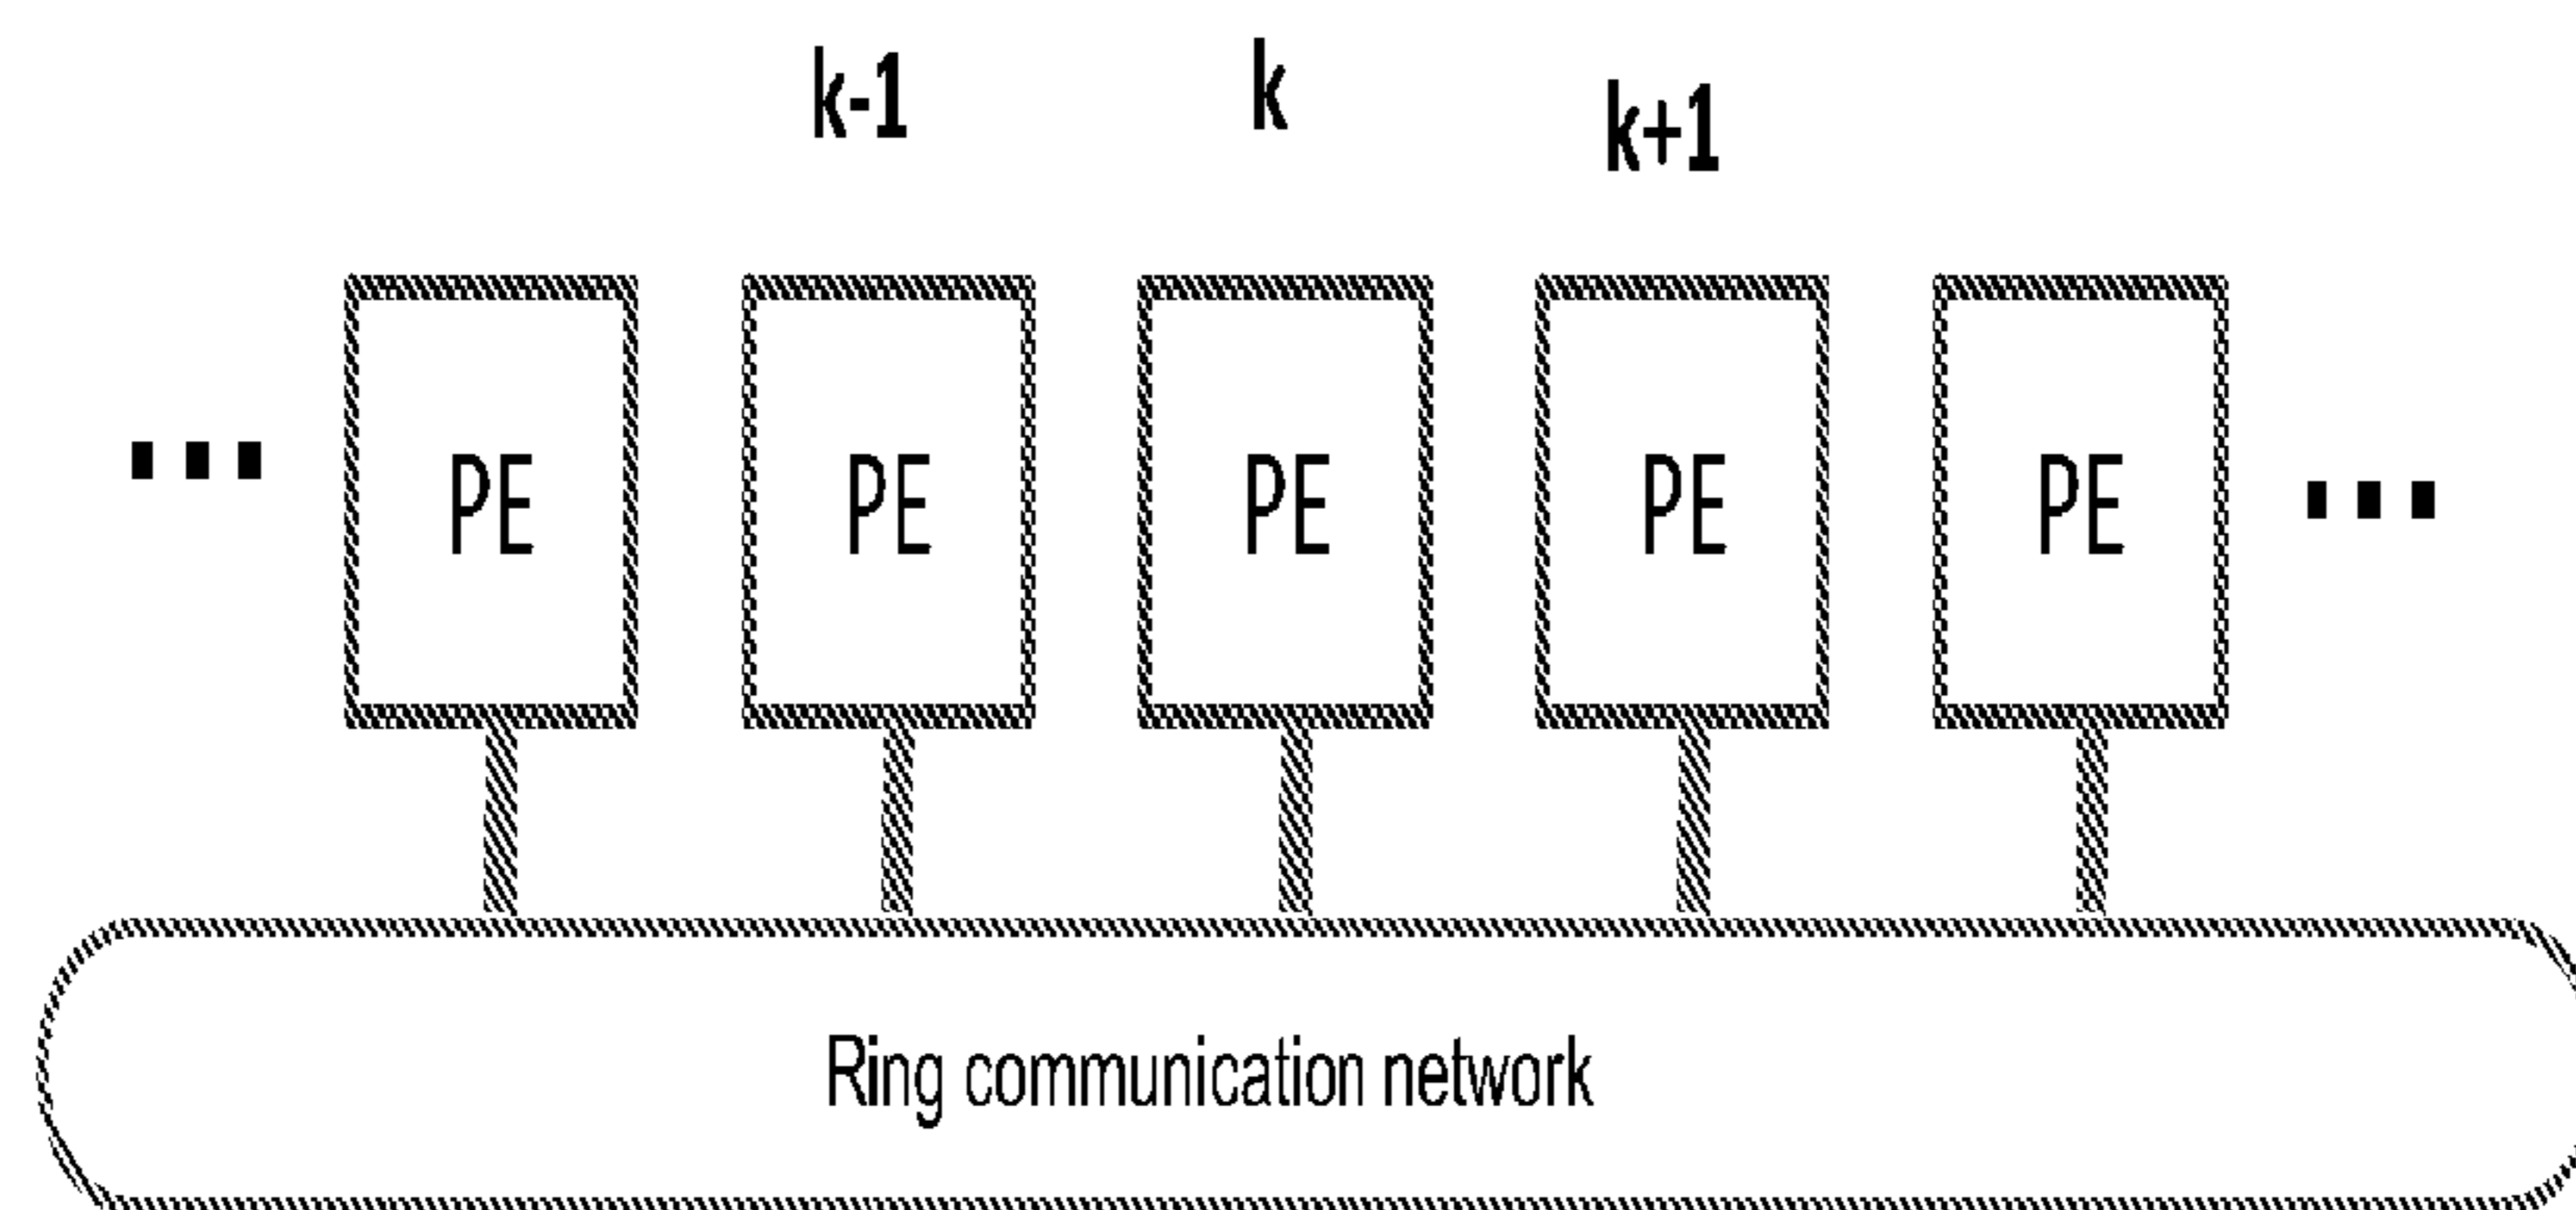 k-1 k k+1
... PE PE PE PE PE ...
Ring communication network